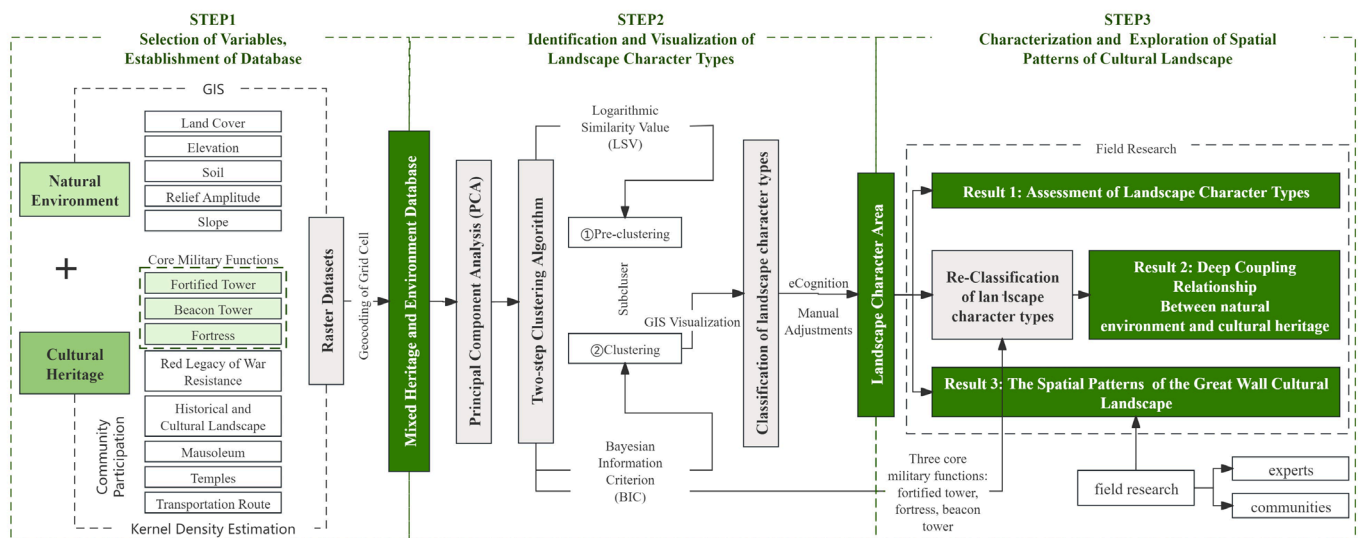 STEP1
Selection of Variables,
Establishment of Database
GIS
Land Cover
Elevation
Soil
Relief Amplitude
Slope
Natural
Environment
+
Cultural
Heritage
Core Military Functions
Fortified Tower
Beacon Tower
Fortress
Red Legacy of War
Resistance
Historical and
Cultural Landscape
Mausoleum
Temples
Transportation Route
Community
Participation
Kernel Density Estimation
Raster Datasets
Geocoding of Grid Cell
Mixed Heritage and Environment Database
STEP2
Identification and Visualization of
Landscape Character Types
Principal Component Analysis (PCA)
Two-step Clustering Algorithm
Logarithmic
Similarity Value
(LSV)
①Pre-clustering
Subcluser
②Clustering
Bayesian
Information
Criterion
(BIC)
GIS Visualization
Classification of landscape character types
eCognition
Manual
Adjustments
Landscape Character Area
STEP3
Characterization and Exploration of Spatial
Patterns of Cultural Landscape
Field Research
Result 1: Assessment of Landscape Character Types
Re-Classification
of landscape
character types
Result 2: Deep Coupling
Relationship
Between natural
environment and cultural heritage
Result 3: The Spatial Patterns of the Great Wall Cultural
Landscape
Three core
military functions:
fortified tower,
fortress, beacon
tower
field research
experts
communities